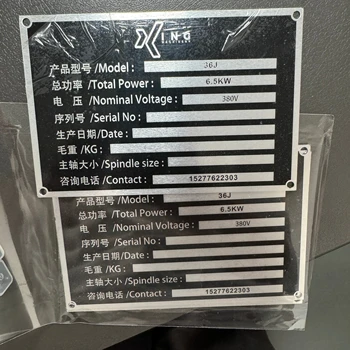 XING
产品型号/Model: 36J
总功率/Total Power: 6.5KW
电 压/Nominal Voltage: 380V
序列号/Serial No:
生产日期/Date:
毛重/KG:
主轴大小/Spindle size:
咨询电话/Contact: 15277622303
产品型号/Model: 36J
总功率/Total Power: 6.5KW
电 压/Nominal Voltage: 380V
序列号/Serial No:
生产日期/Date:
毛重/KG:
主轴大小/Spindle size:
咨询电话/Contact: 15277622303